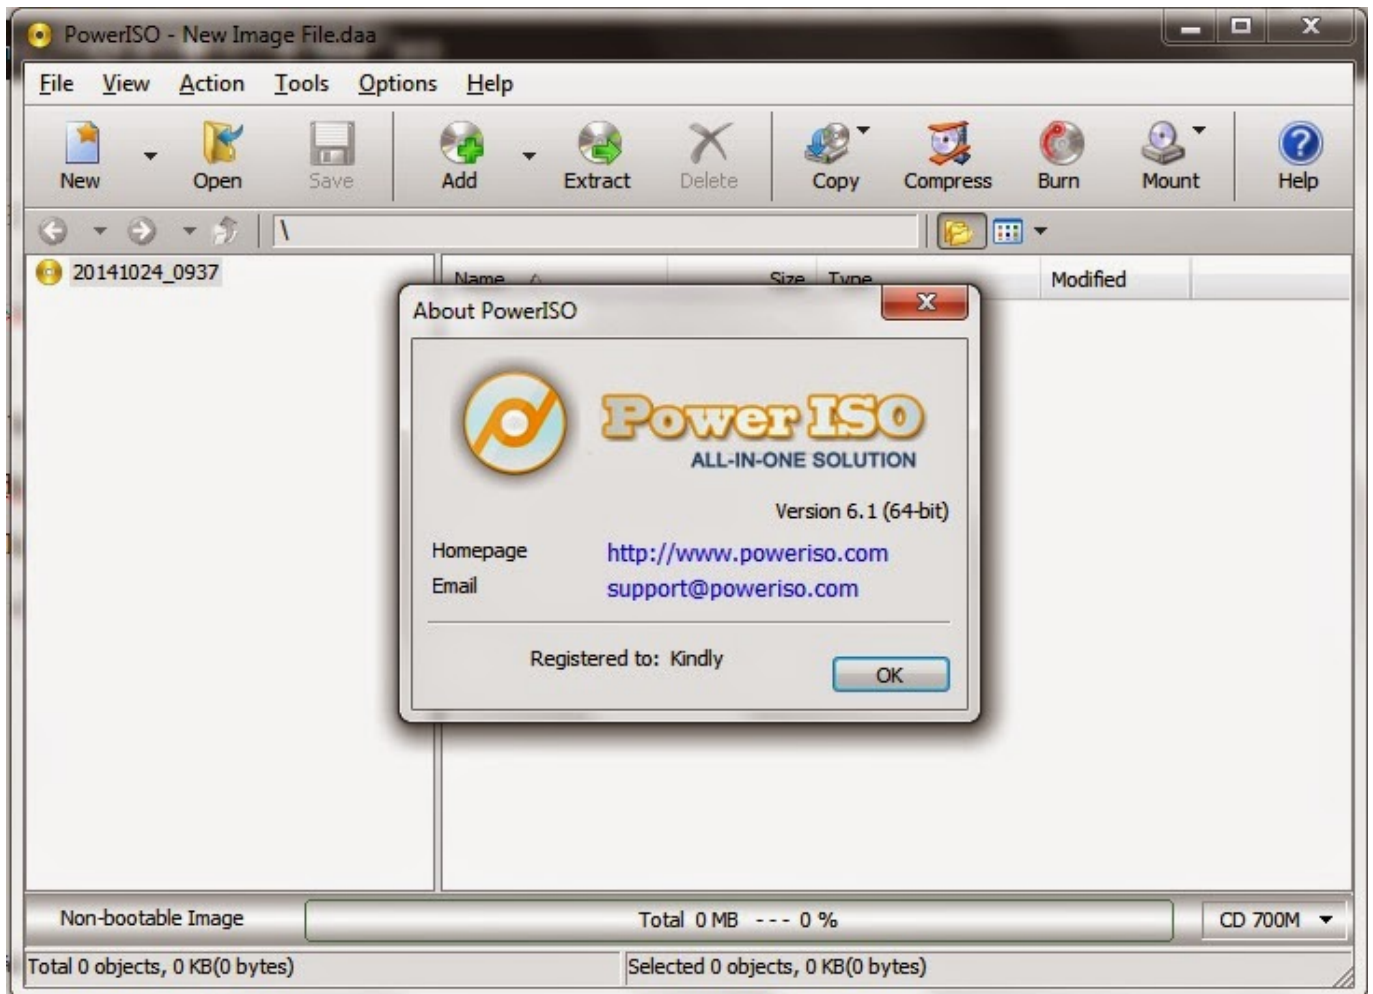 PowerISO - New Image File.daa
File View Action Tools Options Help
New Open Save Add Extract Delete Copy Compress Burn Mount Help
\
20141024_0937
Name Size Type Modified
About PowerISO
Power ISO
ALL-IN-ONE SOLUTION
Version 6.1 (64-bit)
Homepage http://www.poweriso.com
Email support@poweriso.com
Registered to: Kindly
OK
Non-bootable Image Total 0 MB --- 0 % CD 700M
Total 0 objects, 0 KB(0 bytes) Selected 0 objects, 0 KB(0 bytes)